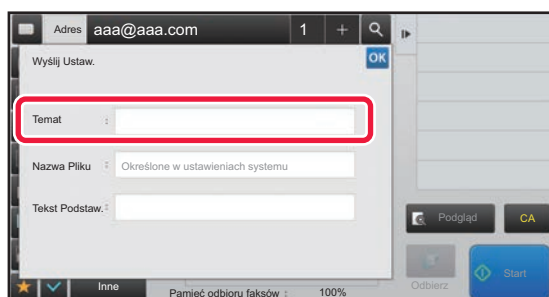 Adres aaa@aaa.com 1 +
Wyślij Ustaw. OK
Temat :
Nazwa Pliku : Określone w ustawieniach systemu
Tekst Podstaw. :
Podgląd CA
Inne
Pamięć odbioru faksów : 100%
Odbierz Start